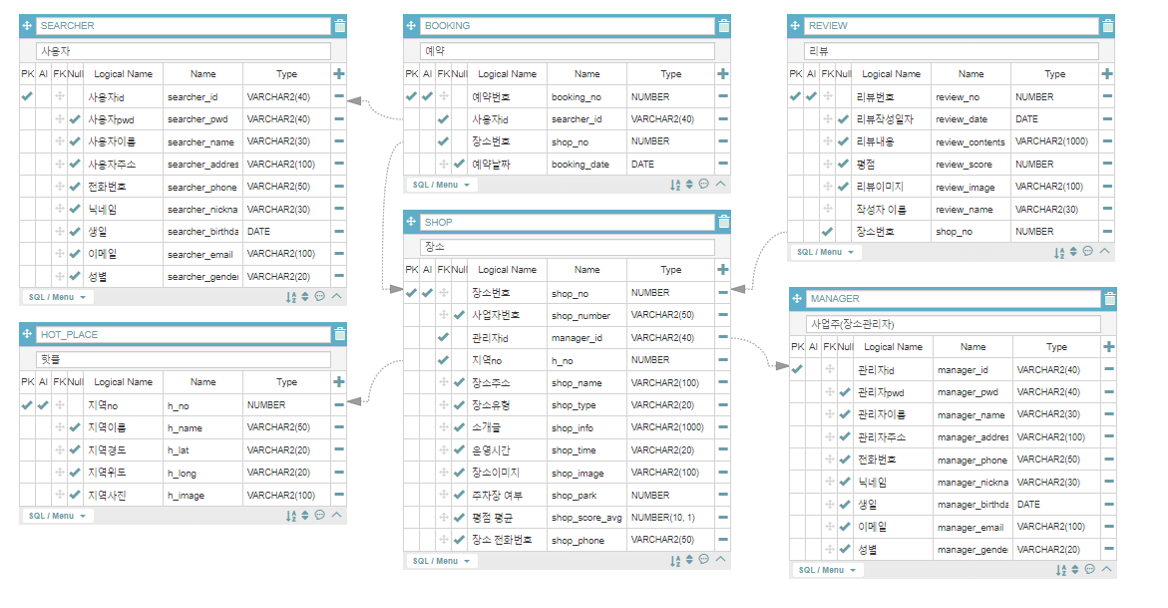 SEARCHER
사용자
PK AI FK Null Logical Name Name Type
사용자id searcher_id VARCHAR2(40)
사용자pwd searcher_pwd VARCHAR2(40)
사용자이름 searcher_name VARCHAR2(30)
사용자주소 searcher_addres VARCHAR2(100)
전화번호 searcher_phone VARCHAR2(50)
닉네임 searcher_nickna VARCHAR2(30)
생일 searcher_birthda DATE
이메일 searcher_email VARCHAR2(100)
성별 searcher_gender VARCHAR2(20)
SQL / Menu
HOT_PLACE
핫플
PK AI FK Null Logical Name Name Type
지역no h_no NUMBER
지역이름 h_name VARCHAR2(50)
지역경도 h_lat VARCHAR2(20)
지역위도 h_long VARCHAR2(20)
지역사진 h_image VARCHAR2(100)
SQL / Menu
BOOKING
예약
PK AI FK Null Logical Name Name Type
예약번호 booking_no NUMBER
사용자id searcher_id VARCHAR2(40)
장소번호 shop_no NUMBER
예약날짜 booking_date DATE
SQL / Menu
SHOP
장소
PK AI FK Null Logical Name Name Type
장소번호 shop_no NUMBER
사업자번호 shop_number VARCHAR2(50)
관리자id manager_id VARCHAR2(40)
지역no h_no NUMBER
장소주소 shop_name VARCHAR2(100)
장소유형 shop_type VARCHAR2(20)
소개글 shop_info VARCHAR2(1000)
운영시간 shop_time VARCHAR2(20)
장소이미지 shop_image VARCHAR2(100)
주차장 여부 shop_park NUMBER
평점 평균 shop_score_avg NUMBER(10, 1)
장소 전화번호 shop_phone VARCHAR2(50)
SQL / Menu
REVIEW
리뷰
PK AI FK Null Logical Name Name Type
리뷰번호 review_no NUMBER
리뷰작성일자 review_date DATE
리뷰내용 review_contents VARCHAR2(1000)
평점 review_score NUMBER
리뷰이미지 review_image VARCHAR2(100)
작성자 이름 review_name VARCHAR2(30)
장소번호 shop_no NUMBER
SQL / Menu
MANAGER
사업주(장소관리자)
PK AI FK Null Logical Name Name Type
관리자id manager_id VARCHAR2(40)
관리자pwd manager_pwd VARCHAR2(40)
관리자이름 manager_name VARCHAR2(30)
관리자주소 manager_addres VARCHAR2(100)
전화번호 manager_phone VARCHAR2(50)
닉네임 manager_nickna VARCHAR2(30)
생일 manager_birthda DATE
이메일 manager_email VARCHAR2(100)
성별 manager_gende VARCHAR2(20)
SQL / Menu